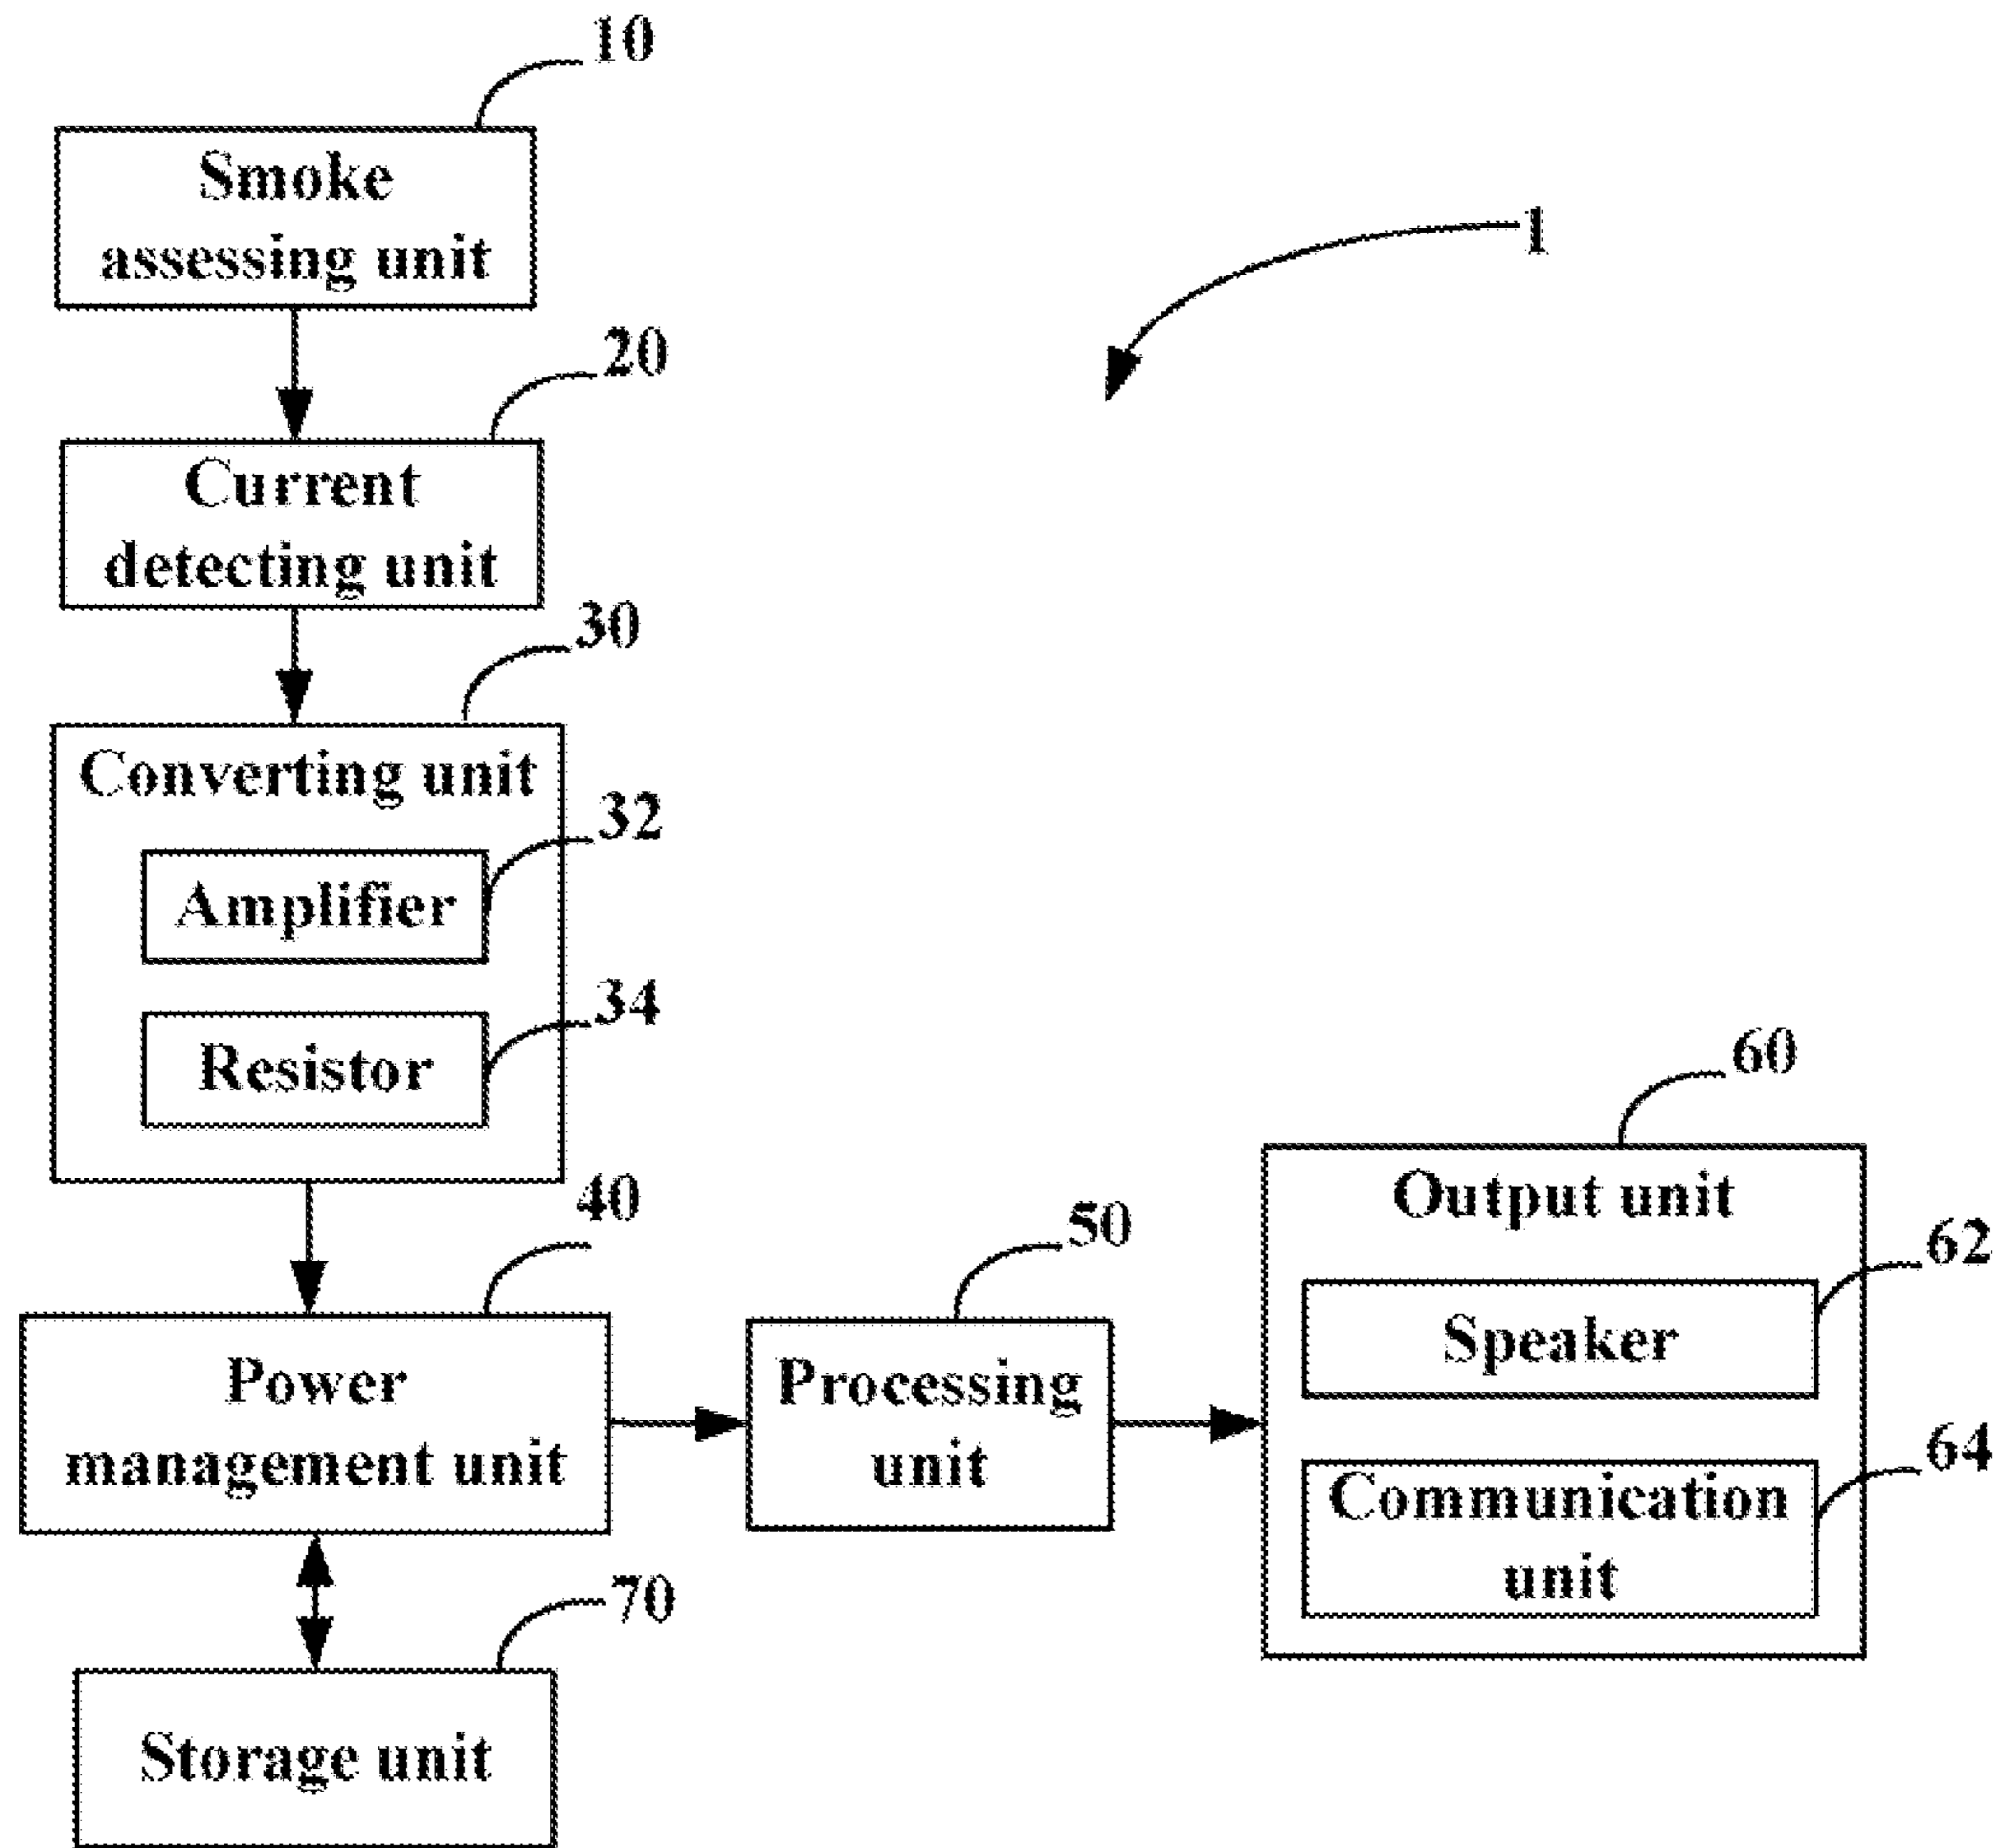 10
Smoke
assessing unit
1
20
Current
detecting unit
30
Converting unit
32
Amplifier
34
Resistor
40
Power
management unit
50
Processing
unit
60
Output unit
62
Speaker
64
Communication
unit
70
Storage unit